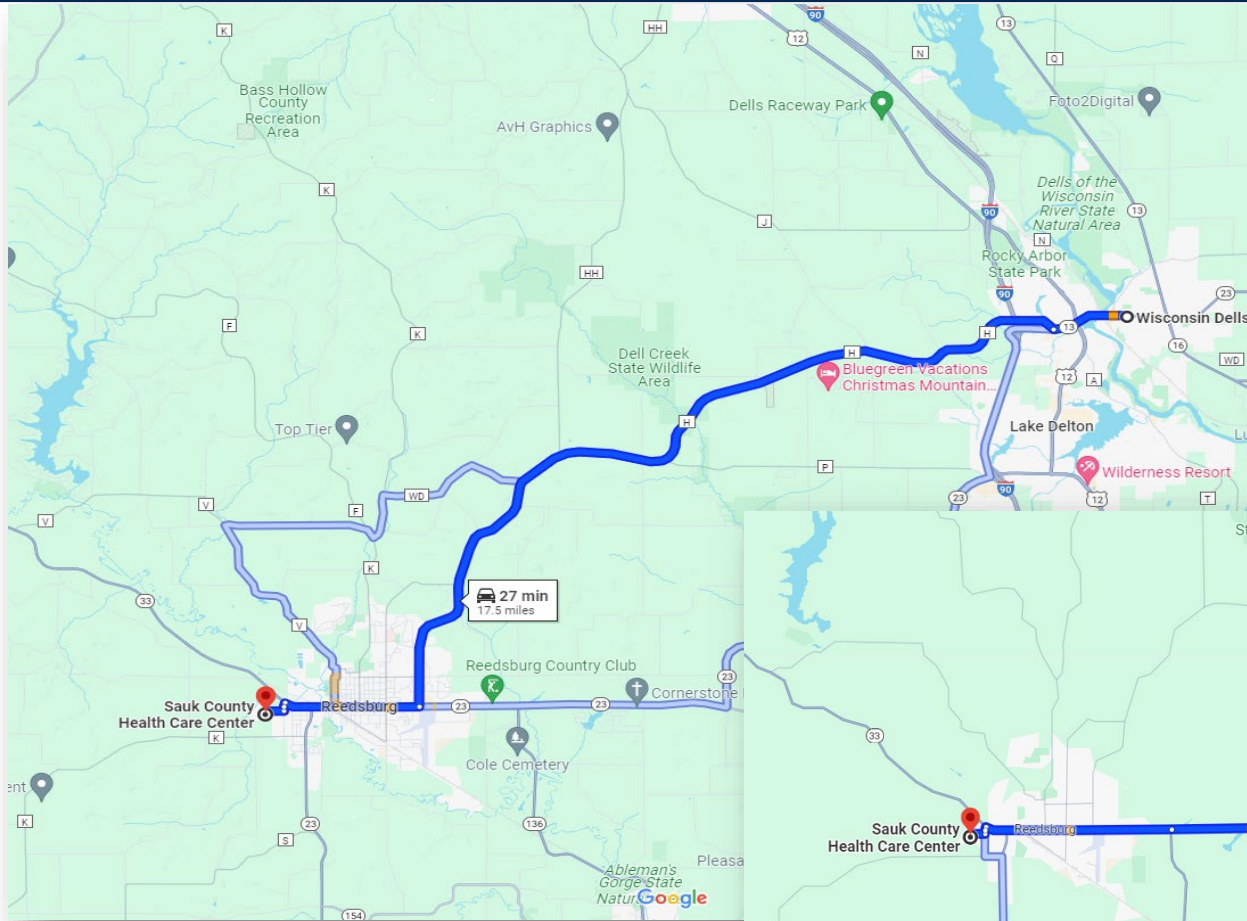 K
HH
90
12
13
N
Q
Bass Hollow
County
Recreation
Area
Dells Raceway Park
Foto2Digital
AvH Graphics
K
Dells of the
Wisconsin
River State
Natural Area
90
13
J
N
Rocky Arbor
State Park
HH
90
23
F
K
H
13
Wisconsin Dells
16
WD
Dell Creek
State Wildlife
Area
H
Bluegreen Vacations
Christmas Mountain...
12
A
H
Top Tier
Lake Delton
P
Wilderness Resort
WD
23
90
12
T
V
F
V
K
33
27 min
17.5 miles
V
Reedsburg Country Club
23
Cornerstone
Sauk County
Health Care Center
Reedsburg
23
23
K
Cole Cemetery
ent
K
23
136
S
Ableman's
Gorge State
Natur
Pleasa
Google
154
33
Sauk County
Health Care Center
Reedsburg